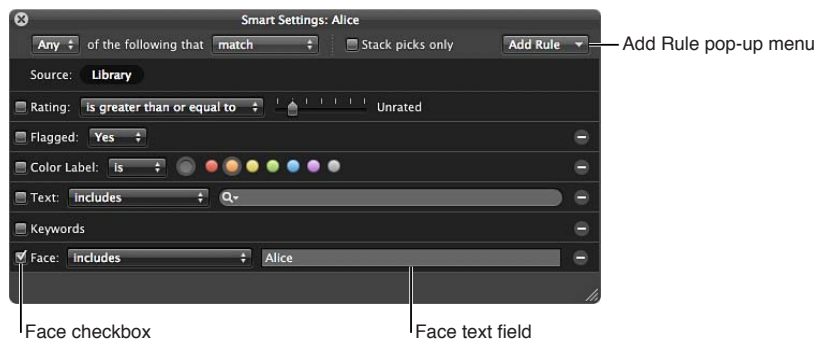 Smart Settings: Alice
Any of the following that match Stack picks only Add Rule
Add Rule pop-up menu
Source: Library
Rating: is greater than or equal to Unrated
Flagged: Yes
Color Label: is
Text: includes
Keywords
Face: includes Alice
Face checkbox Face text field